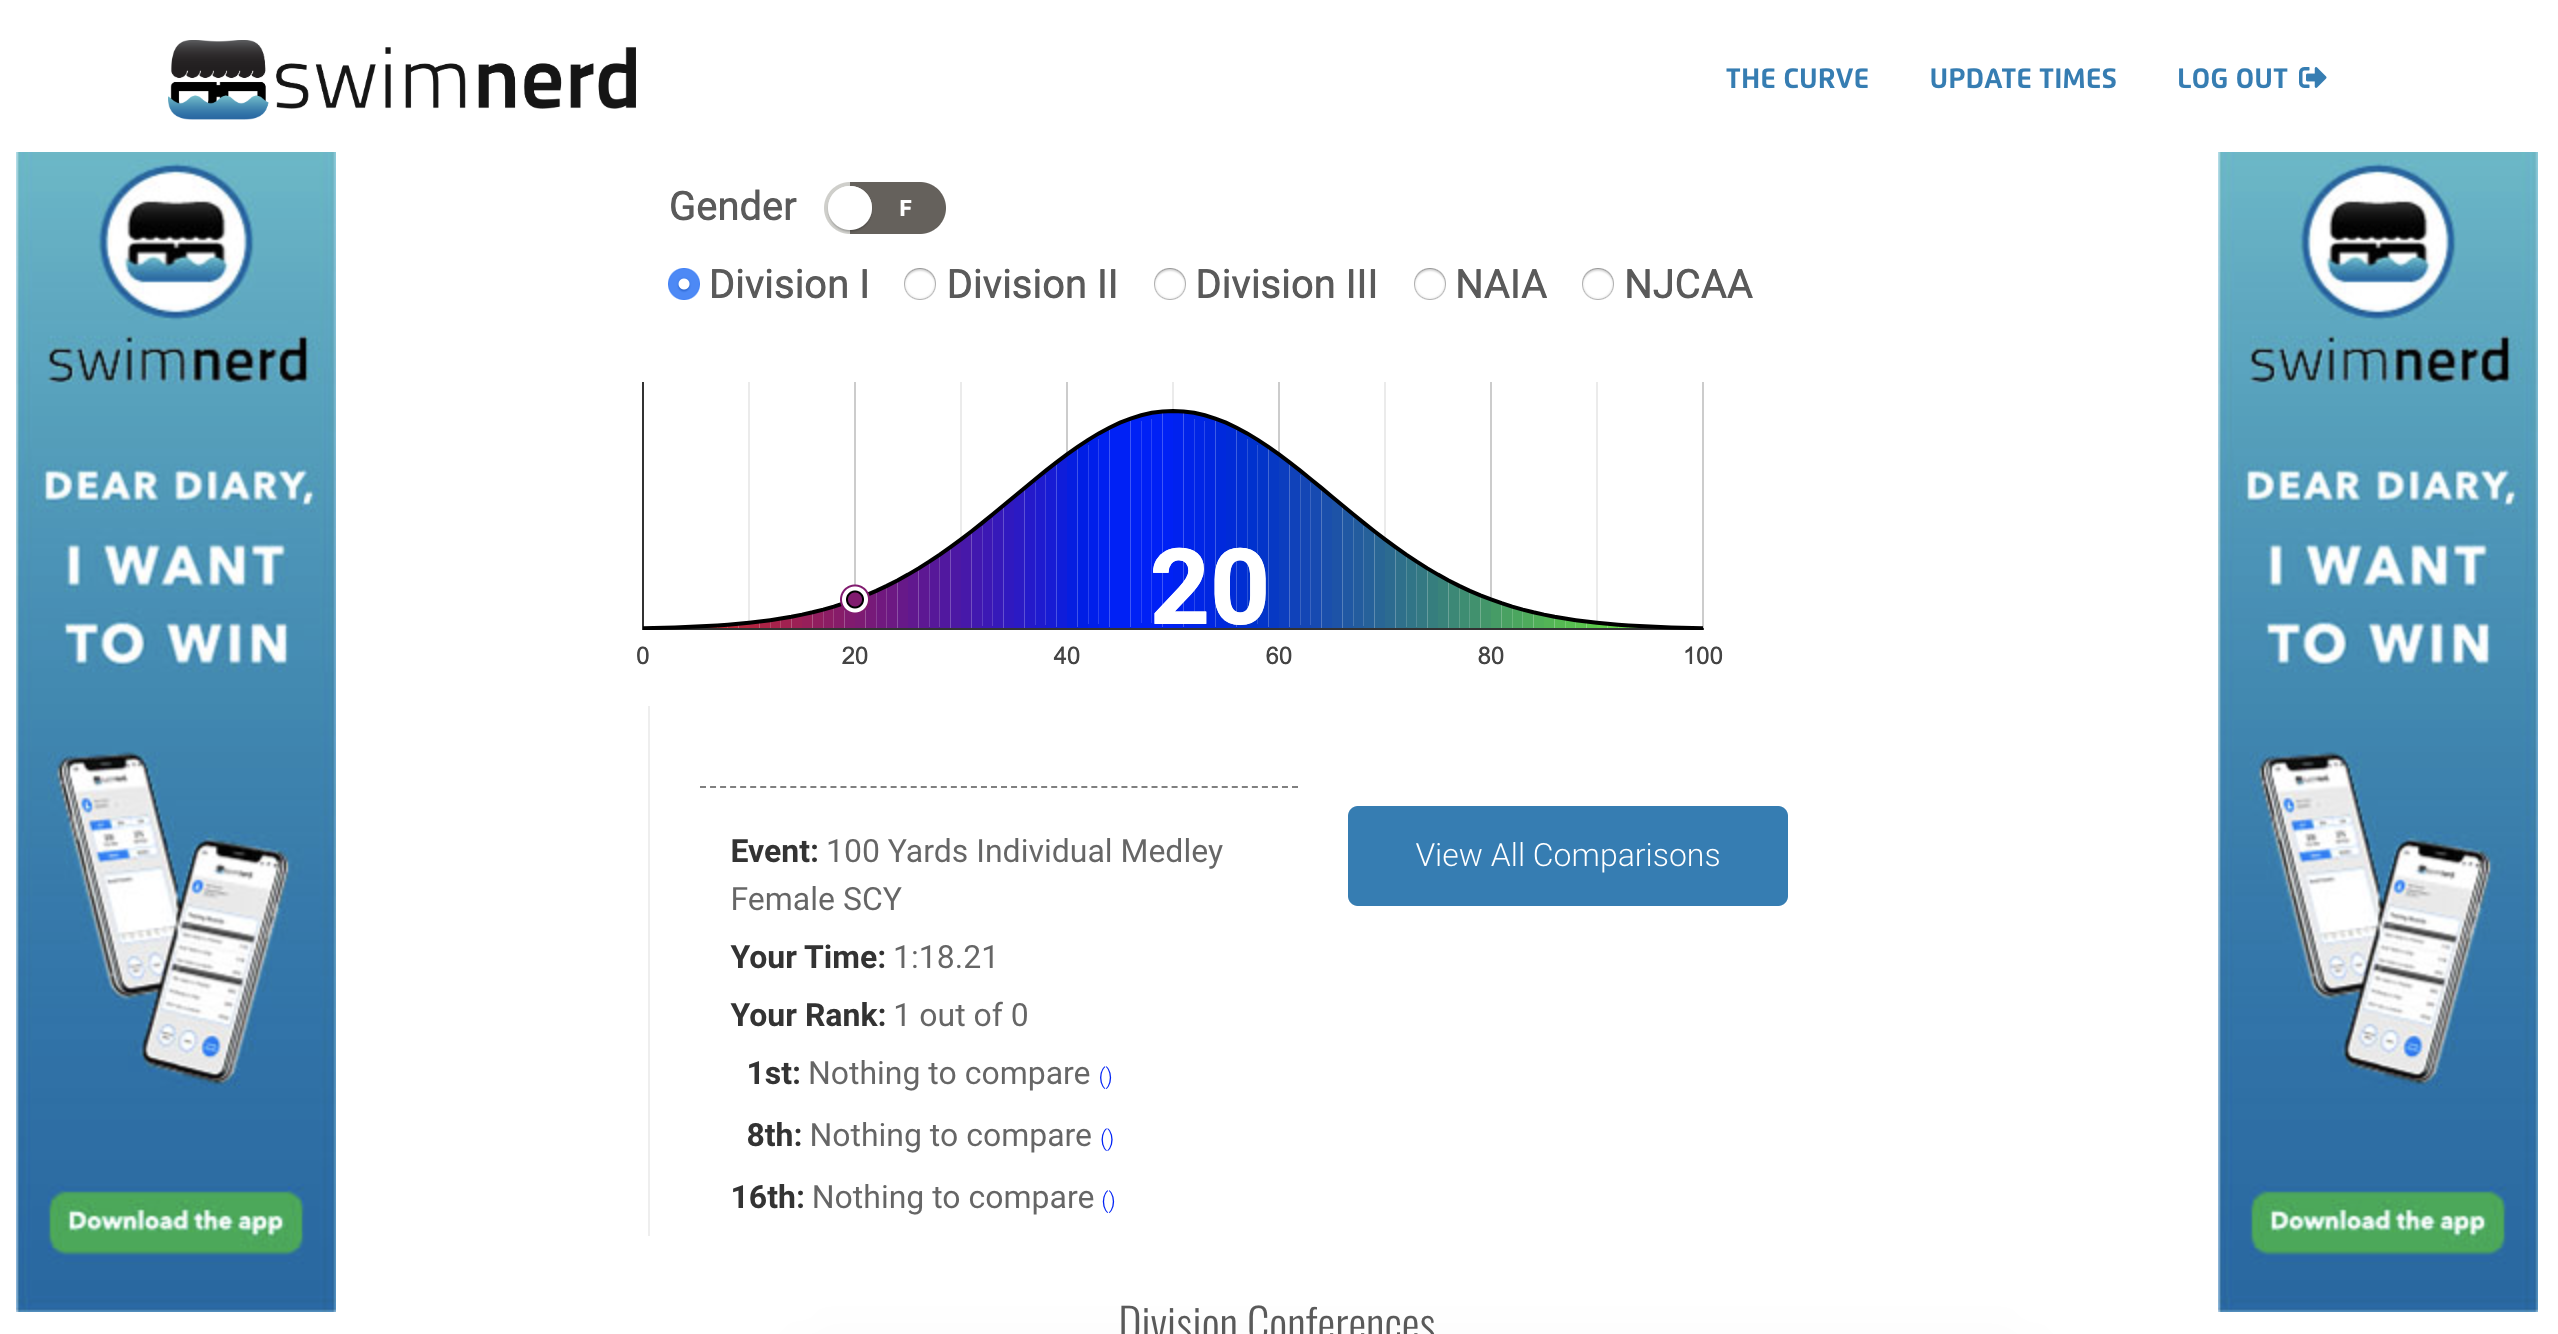 swimnerd
THE CURVE UPDATE TIMES LOG OUT
swimnerd
DEAR DIARY,
I WANT
TO WIN
Download the app
Gender F
Division I Division II Division III NAIA NJCAA
20
0 20 40 60 80 100
Event: 100 Yards Individual Medley
Female SCY
Your Time: 1:18.21
Your Rank: 1 out of 0
1st: Nothing to compare ()
8th: Nothing to compare ()
16th: Nothing to compare ()
View All Comparisons
Division Conferences
swimnerd
DEAR DIARY,
I WANT
TO WIN
Download the app